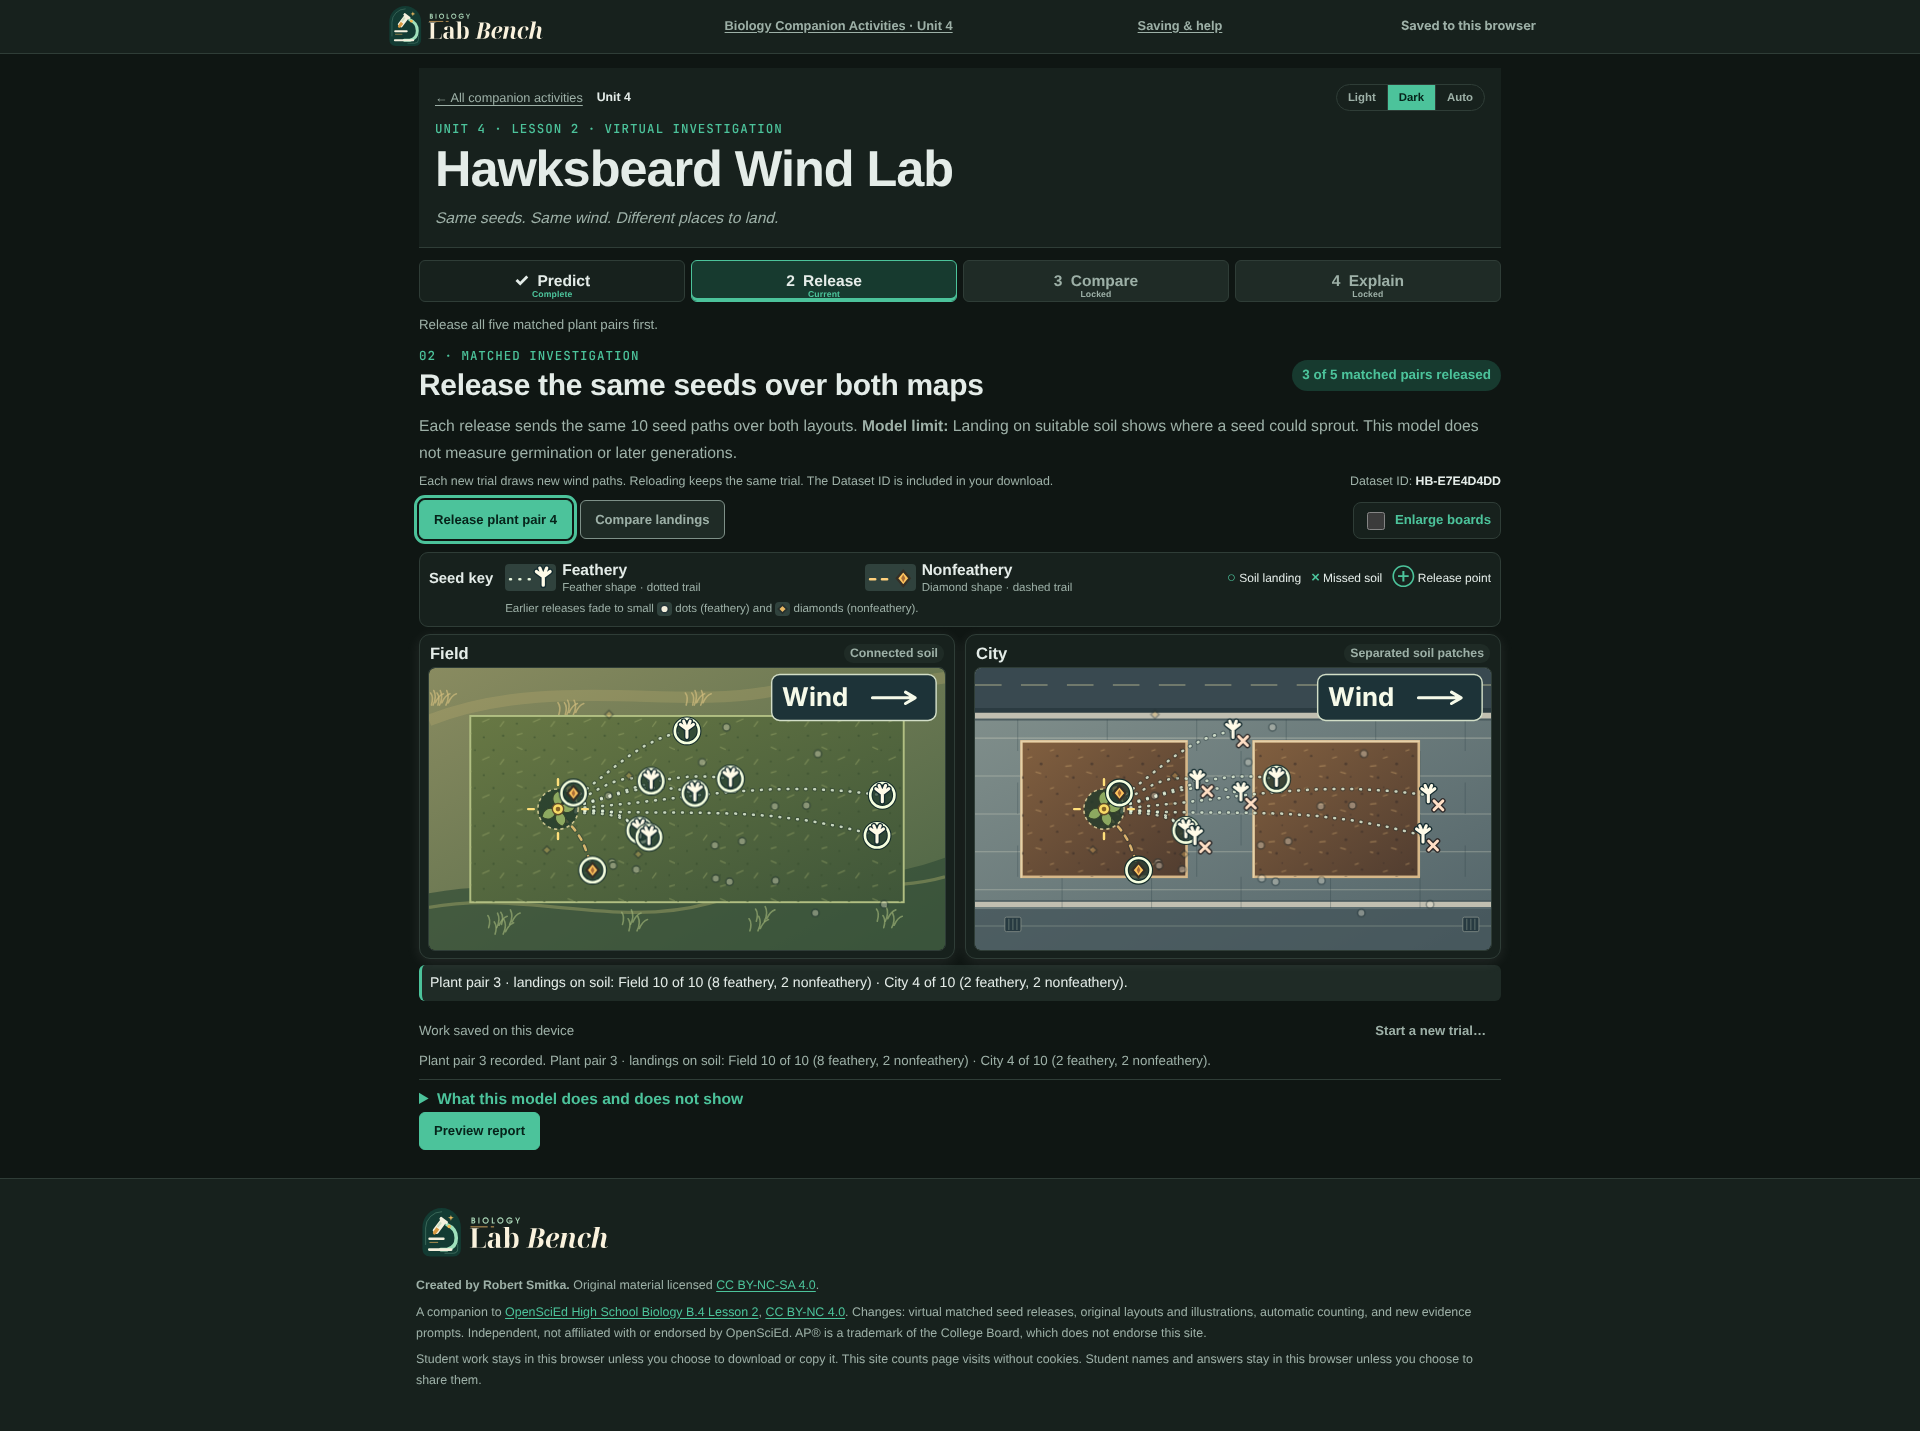 BIOLOGY
Lab Bench
Biology Companion Activities · Unit 4
Saving & help
Saved to this browser
← All companion activities
Unit 4
Light
Dark
Auto
UNIT 4 · LESSON 2 · VIRTUAL INVESTIGATION
Hawksbeard Wind Lab
Same seeds. Same wind. Different places to land.
✓ Predict
Complete
2 Release
Current
3 Compare
Locked
4 Explain
Locked
Release all five matched plant pairs first.
02 · MATCHED INVESTIGATION
Release the same seeds over both maps
3 of 5 matched pairs released
Each release sends the same 10 seed paths over both layouts. Model limit: Landing on suitable soil shows where a seed could sprout. This model does
not measure germination or later generations.
Each new trial draws new wind paths. Reloading keeps the same trial. The Dataset ID is included in your download.
Dataset ID: HB-E7E4D4DD
Release plant pair 4
Compare landings
Enlarge boards
Seed key
Feathery
Feather shape · dotted trail
Nonfeathery
Diamond shape · dashed trail
○ Soil landing
× Missed soil
Release point
Earlier releases fade to small dots (feathery) and diamonds (nonfeathery).
Field
Connected soil
Wind →
City
Separated soil patches
Wind →
Plant pair 3 · landings on soil: Field 10 of 10 (8 feathery, 2 nonfeathery) · City 4 of 10 (2 feathery, 2 nonfeathery).
Work saved on this device
Start a new trial…
Plant pair 3 recorded. Plant pair 3 · landings on soil: Field 10 of 10 (8 feathery, 2 nonfeathery) · City 4 of 10 (2 feathery, 2 nonfeathery).
▶ What this model does and does not show
Preview report
BIOLOGY
Lab Bench
Created by Robert Smitka. Original material licensed CC BY-NC-SA 4.0.
A companion to OpenSciEd High School Biology B.4 Lesson 2, CC BY-NC 4.0. Changes: virtual matched seed releases, original layouts and illustrations, automatic counting, and new evidence
prompts. Independent, not affiliated with or endorsed by OpenSciEd. AP® is a trademark of the College Board, which does not endorse this site.
Student work stays in this browser unless you choose to download or copy it. This site counts page visits without cookies. Student names and answers stay in this browser unless you choose to
share them.